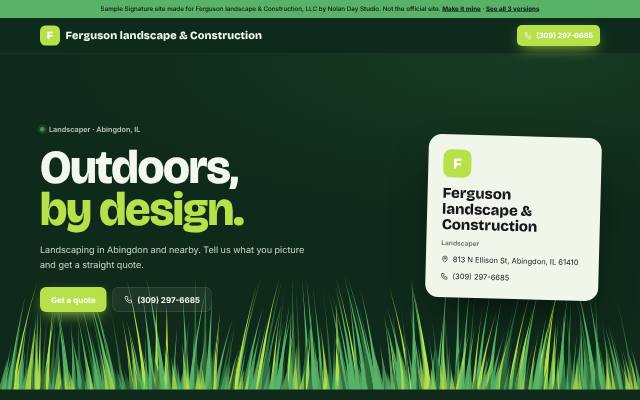 Sample Signature site made for Ferguson landscape & Construction, LLC by Nolan Day Studio. Not the official site. Make it mine · See all 3 versions
F Ferguson landscape & Construction
(309) 297-6685
Landscaper · Abingdon, IL
Outdoors,
by design.
Landscaping in Abingdon and nearby. Tell us what you picture
and get a straight quote.
Get a quote
(309) 297-6685
F
Ferguson
landscape &
Construction
Landscaper
813 N Ellison St, Abingdon, IL 61410
(309) 297-6685